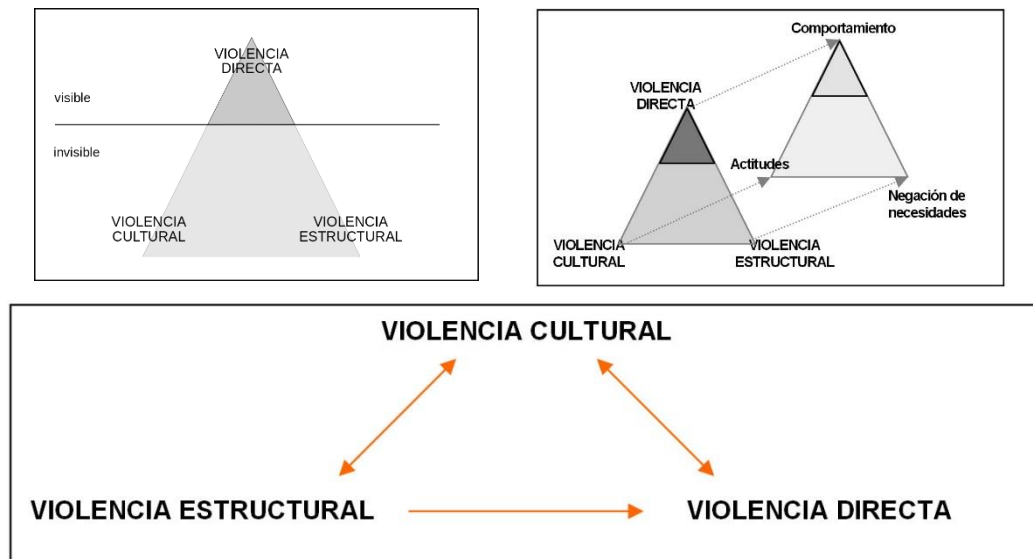 VIOLENCIA
DIRECTA
visible
invisible
VIOLENCIA
CULTURAL
VIOLENCIA
ESTRUCTURAL
Comportamiento
VIOLENCIA
DIRECTA
Actitudes
Negación de
necesidades
VIOLENCIA
CULTURAL
VIOLENCIA
ESTRUCTURAL
VIOLENCIA CULTURAL
VIOLENCIA ESTRUCTURAL
VIOLENCIA DIRECTA